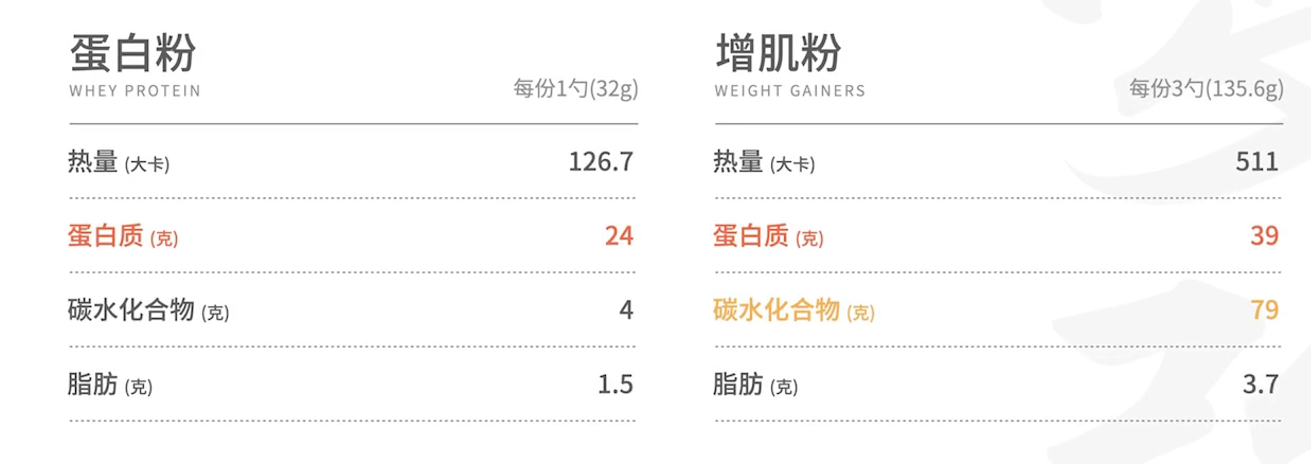 蛋白粉
WHEY PROTEIN
每份1勺(32g)
热量 (大卡) 126.7
蛋白质 (克) 24
碳水化合物 (克) 4
脂肪 (克) 1.5
增肌粉
WEIGHT GAINERS
每份3勺(135.6g)
热量 (大卡) 511
蛋白质 (克) 39
碳水化合物 (克) 79
脂肪 (克) 3.7